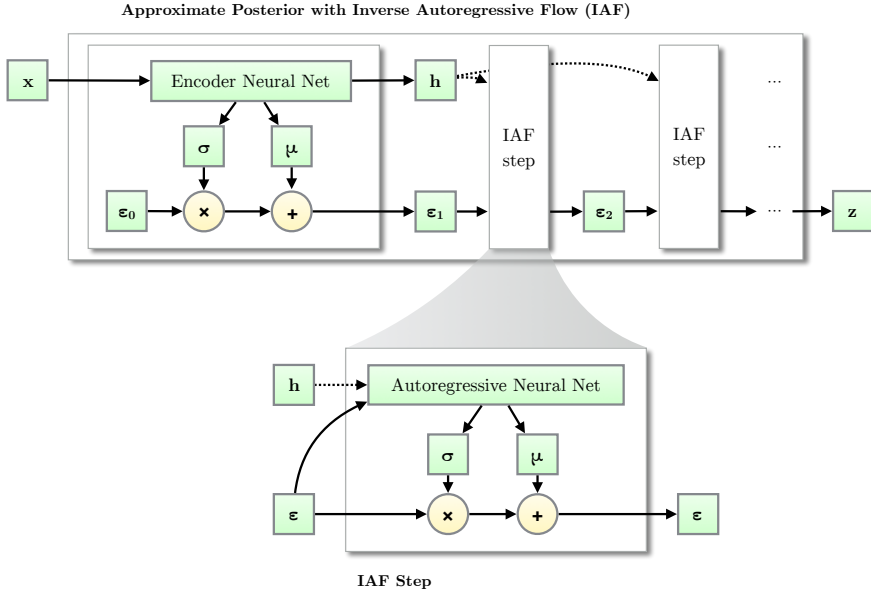 Approximate Posterior with Inverse Autoregressive Flow (IAF)
x
Encoder Neural Net
h
...
σ
μ
IAF
step
IAF
step
...
ε0
×
+
ε1
ε2
...
z
h
Autoregressive Neural Net
σ
μ
ε
×
+
ε
IAF Step